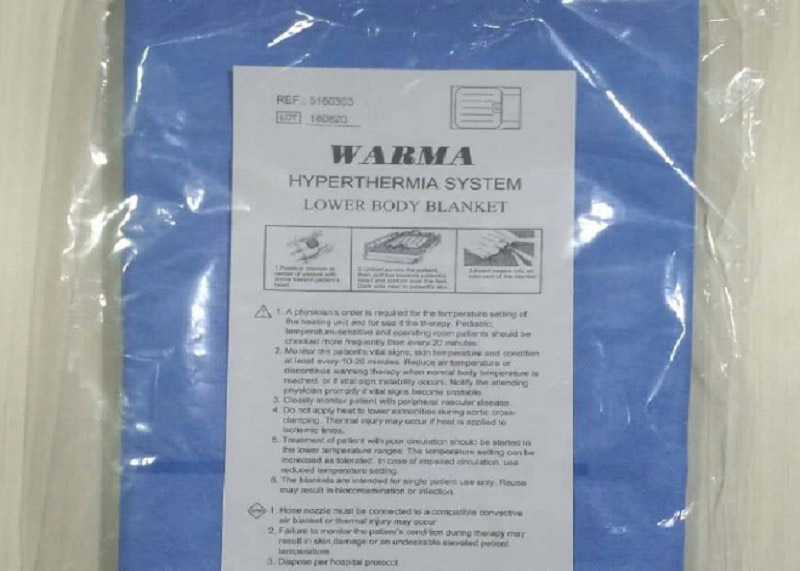 REF.: 5160303
LOT 160620
WARMA
HYPERTHERMIA SYSTEM
LOWER BODY BLANKET
1. A physician's order is required for the temperature setting of
the heating unit and for use if the therapy. Pediatric,
temperature-sensitive and operating room patients should be
checked more frequently than every 20 minutes.
2. Monitor the patient's vital signs, skin temperature and condition
at least every 10-20 minutes. Reduce air temperature or
discontinue warming therapy when normal body temperature is
reached, or if vital sign instability occurs. Notify the attending
physician promptly if vital signs become unstable.
3. Closely monitor patient with peripheral vascular disease.
4. Do not apply heat to lower extremities during aortic cross-
clamping. Thermal injury may occur if heat is applied to
ischemic limbs.
5. Treatment of patient with poor circulation should be started in
the lower temperature ranges. The temperature setting can be
increased as tolerated. In case of impaired circulation, use
reduced temperature setting.
6. The blankets are intended for single patient use only. Reuse
may result in biocontamination or infection.
1. Hose nozzle must be connected to a compatible convective
air blanket or thermal injury may occur
2. Failure to monitor the patient's condition during therapy may
result in skin damage or an undesirable elevated patient
temperature
3. Dispose per hospital protocol